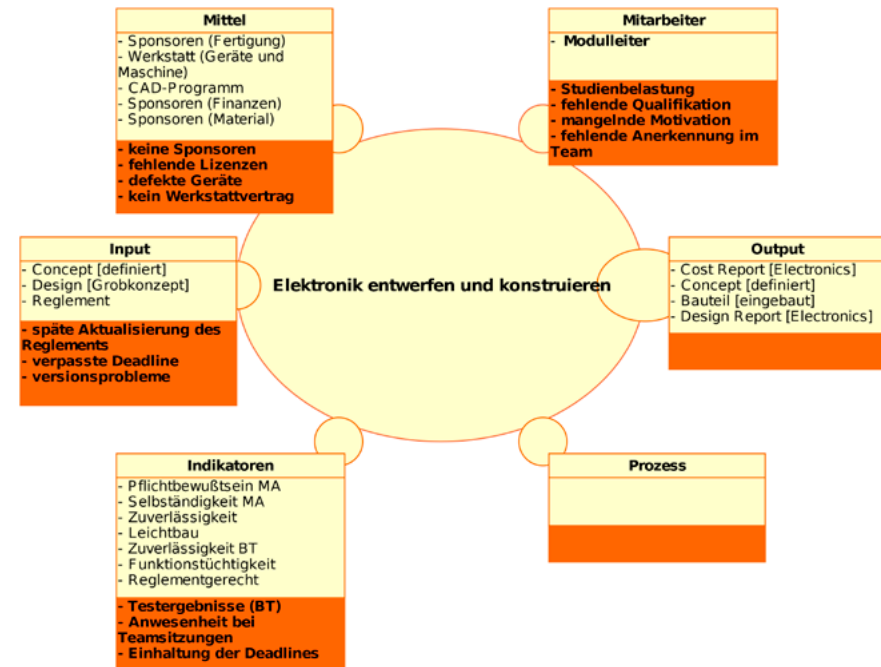 Mittel
- Sponsoren (Fertigung)
- Werkstatt (Geräte und
Maschine)
- CAD-Programm
- Sponsoren (Finanzen)
- Sponsoren (Material)
- keine Sponsoren
- fehlende Lizenzen
- defekte Geräte
- kein Werkstattvertrag
Mitarbeiter
- Modulleiter
- Studienbelastung
- fehlende Qualifikation
- mangelnde Motivation
- fehlende Anerkennung im
Team
Input
- Concept [definiert]
- Design [Grobkonzept]
- Reglement
- späte Aktualisierung des
Reglements
- verpasste Deadline
- versionsprobleme
Elektronik entwerfen und konstruieren
Output
- Cost Report [Electronics]
- Concept [definiert]
- Bauteil [eingebaut]
- Design Report [Electronics]
Indikatoren
- Pflichtbewußtsein MA
- Selbständigkeit MA
- Zuverlässigkeit
- Leichtbau
- Zuverlässigkeit BT
- Funktionstüchtigkeit
- Reglementgerecht
- Testergebnisse (BT)
- Anwesenheit bei
Teamsitzungen
- Einhaltung der Deadlines
Prozess